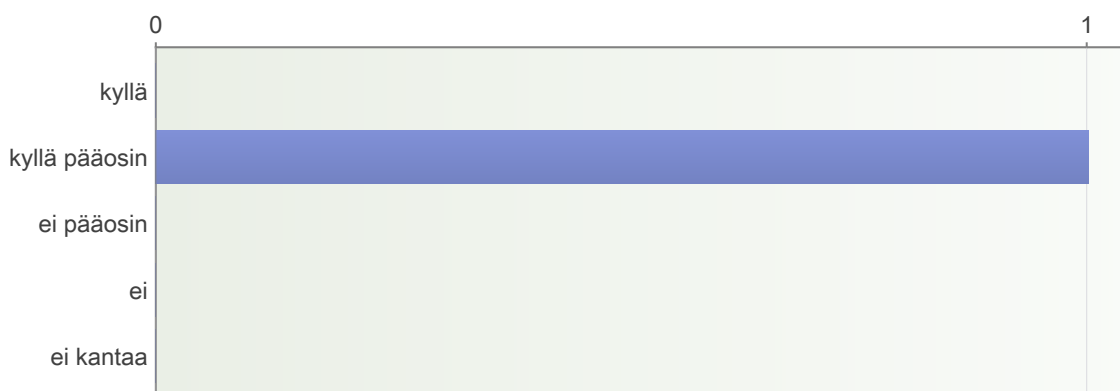 0 1
kyllä
kyllä pääosin
ei pääosin
ei
ei kantaa